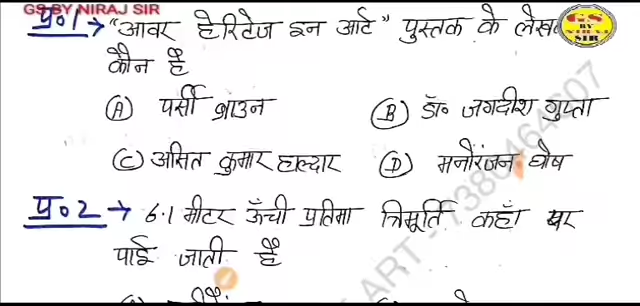 GS BY NIRAJ SIR
प्र०1→ "आवर हेरिटेज इन आर्ट" पुस्तक के
कौन है
(A) पर्सी ब्राउन (B) डॉ० जगदीश गुप्ता
(C) असित कुमार हाल्दार (D) मनोरंजन घोष
प्र०2→ 6.1 मीटर ऊँची प्रतिमा त्रिमूर्ति कहाँ पर
पाई जाती है